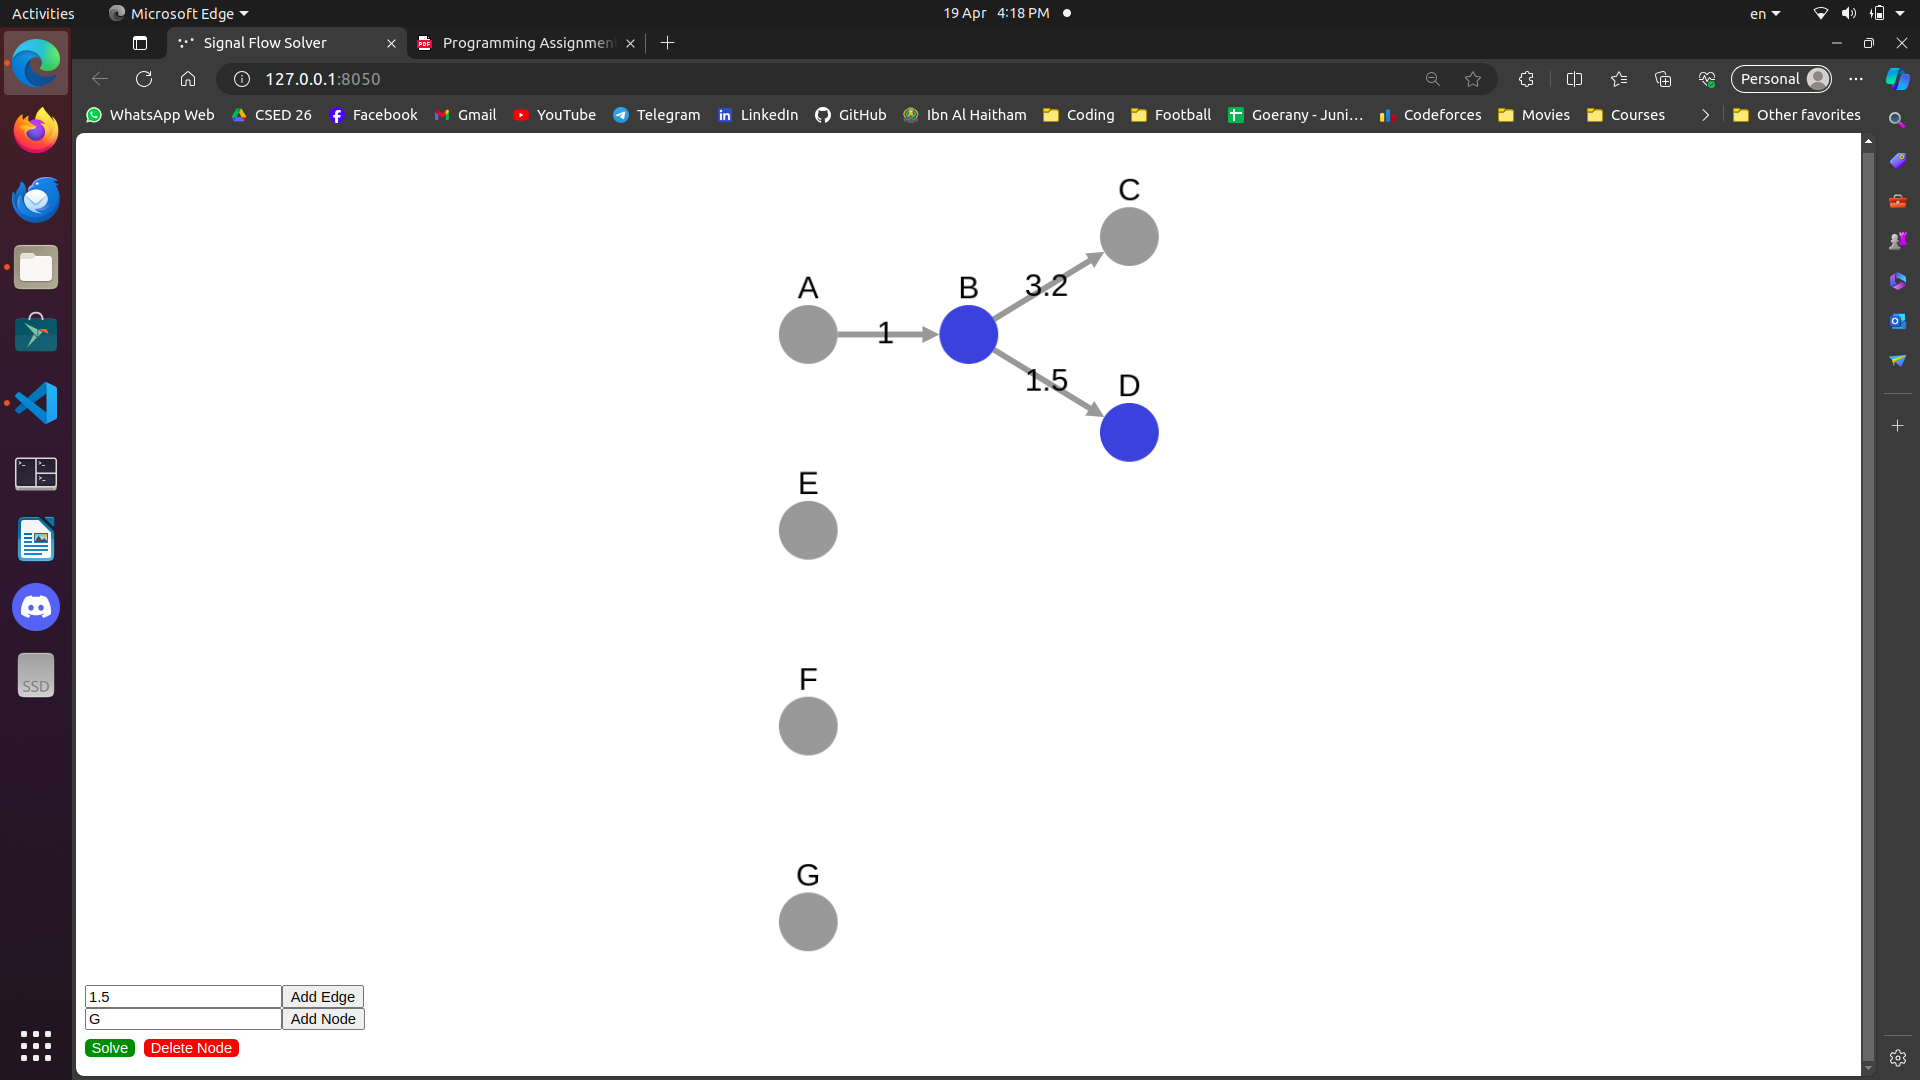 Activities
Microsoft Edge
19 Apr 4:18 PM
en
Signal Flow Solver
Programming Assignmen
127.0.0.1:8050
Personal
WhatsApp Web
CSED 26
Facebook
Gmail
YouTube
Telegram
LinkedIn
GitHub
Ibn Al Haitham
Coding
Football
Goerany - Juni...
Codeforces
Movies
Courses
Other favorites
C
A
B
3.2
1
1.5
D
E
F
G
1.5
Add Edge
G
Add Node
Solve
Delete Node
SSD
PDF